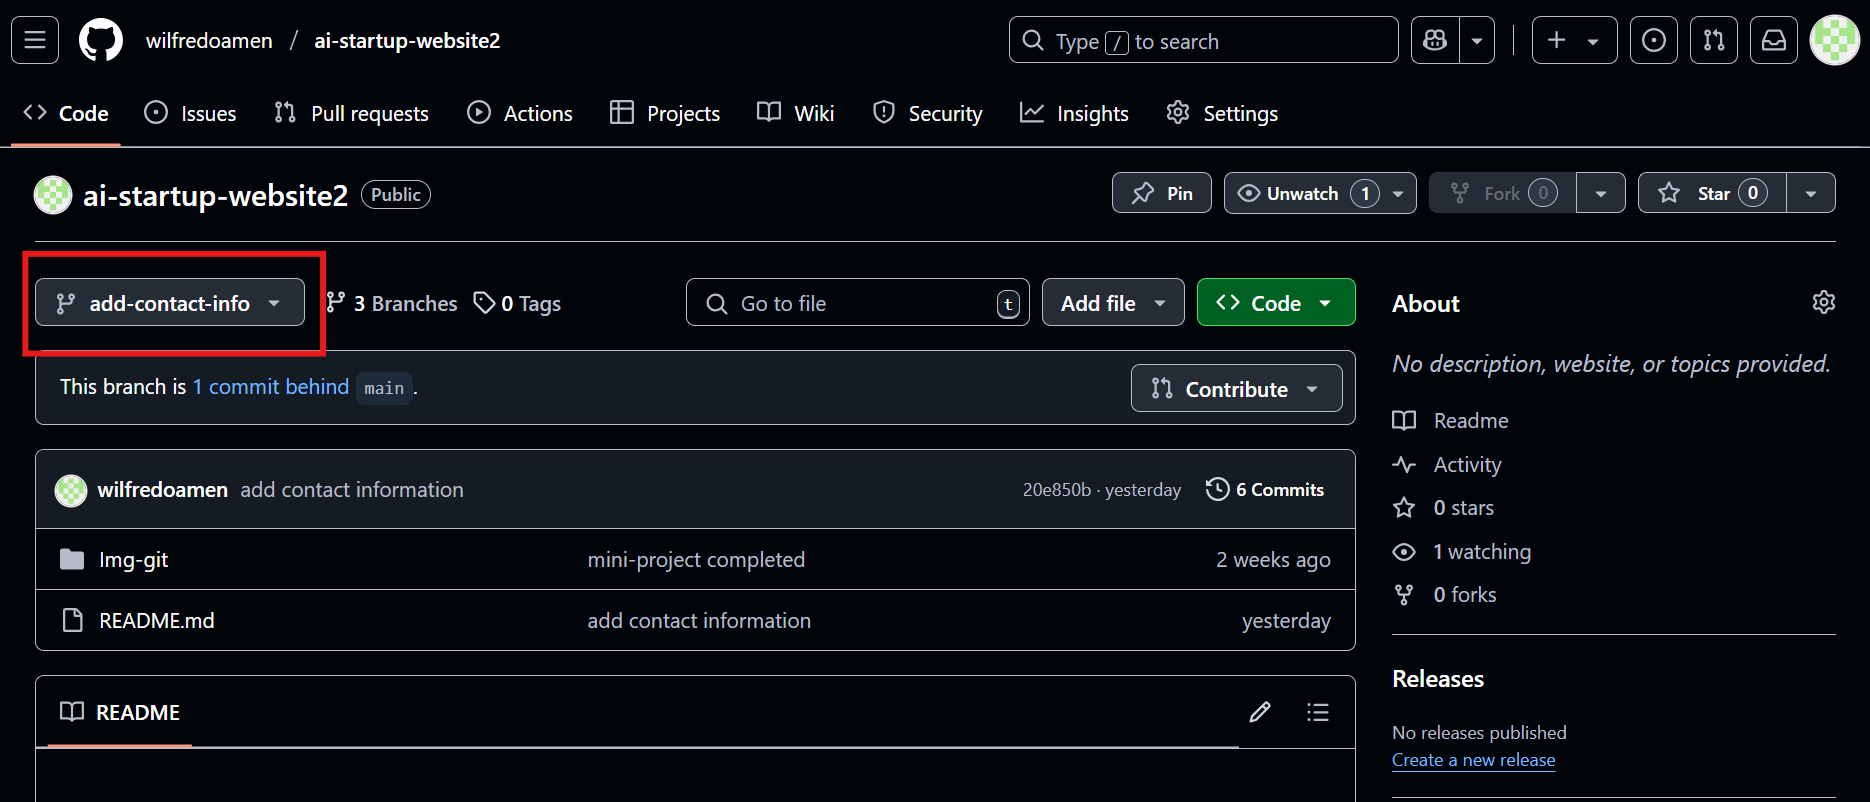 wilfredoamen / ai-startup-website2
Type / to search
Code Issues Pull requests Actions Projects Wiki Security Insights Settings
ai-startup-website2 Public
Pin Unwatch 1 Fork 0 Star 0
add-contact-info 3 Branches 0 Tags Go to file t Add file Code
This branch is 1 commit behind main .
Contribute
wilfredoamen add contact information 20e850b · yesterday 6 Commits
Img-git mini-project completed 2 weeks ago
README.md add contact information yesterday
README
About
No description, website, or topics provided.
Readme
Activity
0 stars
1 watching
0 forks
Releases
No releases published
Create a new release